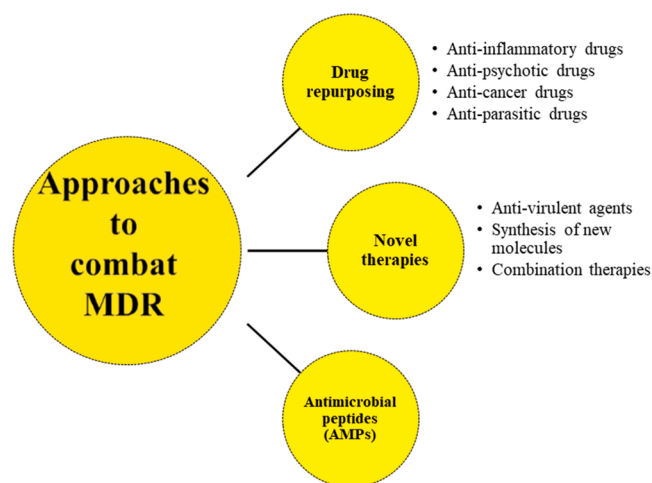 Approaches
to
combat
MDR
Drug
repurposing
• Anti-inflammatory drugs
• Anti-psychotic drugs
• Anti-cancer drugs
• Anti-parasitic drugs
Novel
therapies
• Anti-virulent agents
• Synthesis of new
molecules
• Combination therapies
Antimicrobial
peptides
(AMPs)